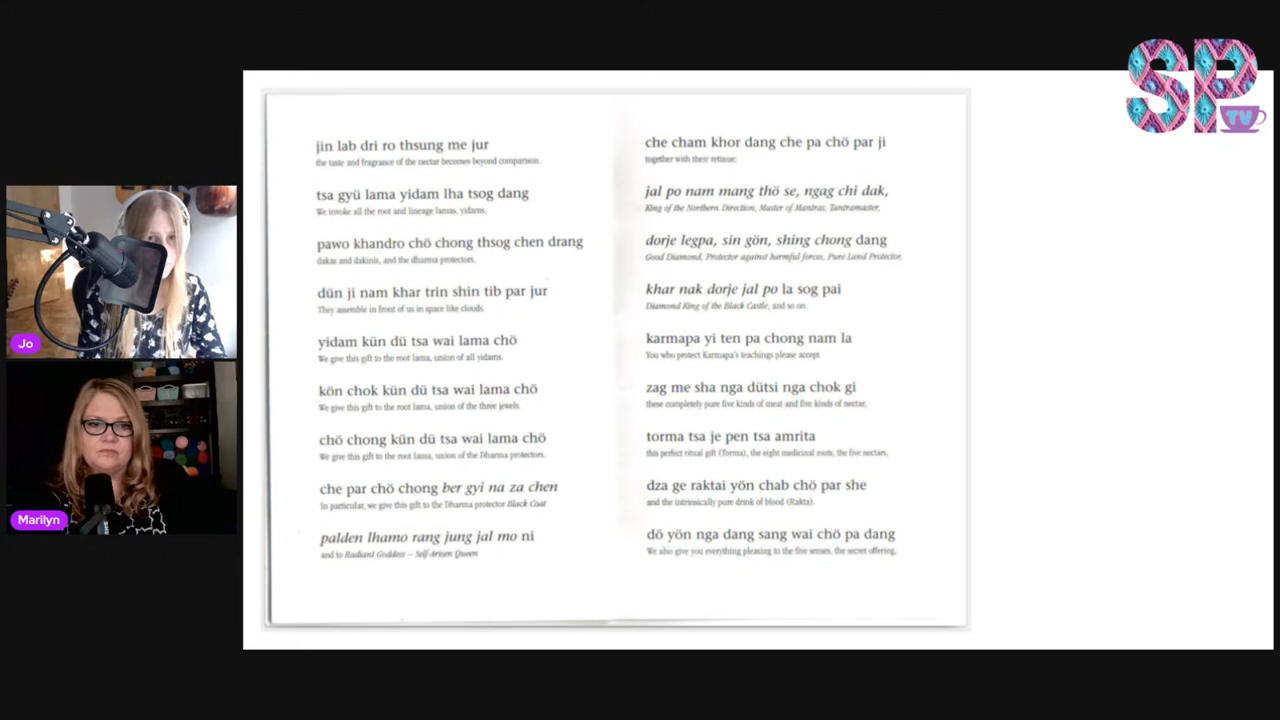 SP
TV
jin lab dri ro thsung me jur
the taste and fragrance of the nectar becomes beyond comparison.
tsa gyü lama yidam lha tsog dang
We invoke all the root and lineage lamas, yidams,
pawo khandro chö chong thsog chen drang
dakas and dakinis, and the dharma protectors.
dün ji nam khar trin shin tib par jur
They assemble in front of us in space like clouds.
yidam kün dü tsa wai lama chö
We give this gift to the root lama, union of all yidams.
kön chok kün dü tsa wai lama chö
We give this gift to the root lama, union of the three jewels.
chö chong kün dü tsa wai lama chö
We give this gift to the root lama, union of the Dharma protectors.
che par chö chong ber gyi na za chen
In particular, we give this gift to the Dharma protector Black Coat
palden lhamo rang jung jal mo ni
and to Radiant Goddess – Self-Arisen Queen
che cham khor dang che pa chö par ji
together with their retinue:
jal po nam mang thö se, ngag chi dak,
King of the Northern Direction, Master of Mantras, Tantramaster,
dorje legpa, sin gön, shing chong dang
Good Diamond, Protector against harmful forces, Pure Land Protector,
khar nak dorje jal po la sog pai
Diamond King of the Black Castle, and so on.
karmapa yi ten pa chong nam la
You who protect Karmapa's teachings please accept
zag me sha nga dütsi nga chok gi
these completely pure five kinds of meat and five kinds of nectar,
torma tsa je pen tsa amrita
this perfect ritual gift (Torma), the eight medicinal roots, the five nectars,
dza ge raktai yön chab chö par she
and the intrinsically pure drink of blood (Rakta).
dö yön nga dang sang wai chö pa dang
We also give you everything pleasing to the five senses, the secret offering,
Jo
Marilyn